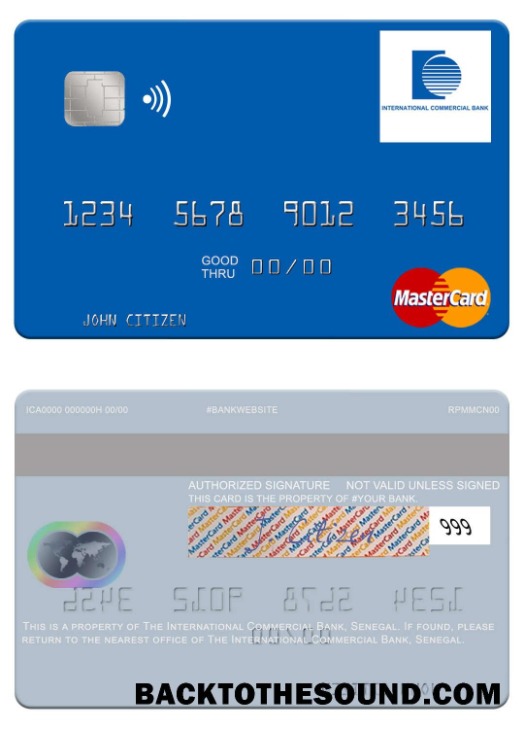 INTERNATIONAL COMMERCIAL BANK
1234 5678 9012 3456
GOOD THRU 00/00
MasterCard
JOHN CITIZEN
ICA0000 000000H 00/00 #BANKWEBSITE RPMMCN00
AUTHORIZED SIGNATURE NOT VALID UNLESS SIGNED
THIS CARD IS THE PROPERTY OF #YOUR BANK.
MasterCard
999
THIS IS A PROPERTY OF THE INTERNATIONAL COMMERCIAL BANK, SENEGAL. IF FOUND, PLEASE
RETURN TO THE NEAREST OFFICE OF THE INTERNATIONAL COMMERCIAL BANK, SENEGAL.
BACKTOTHESOUND.COM